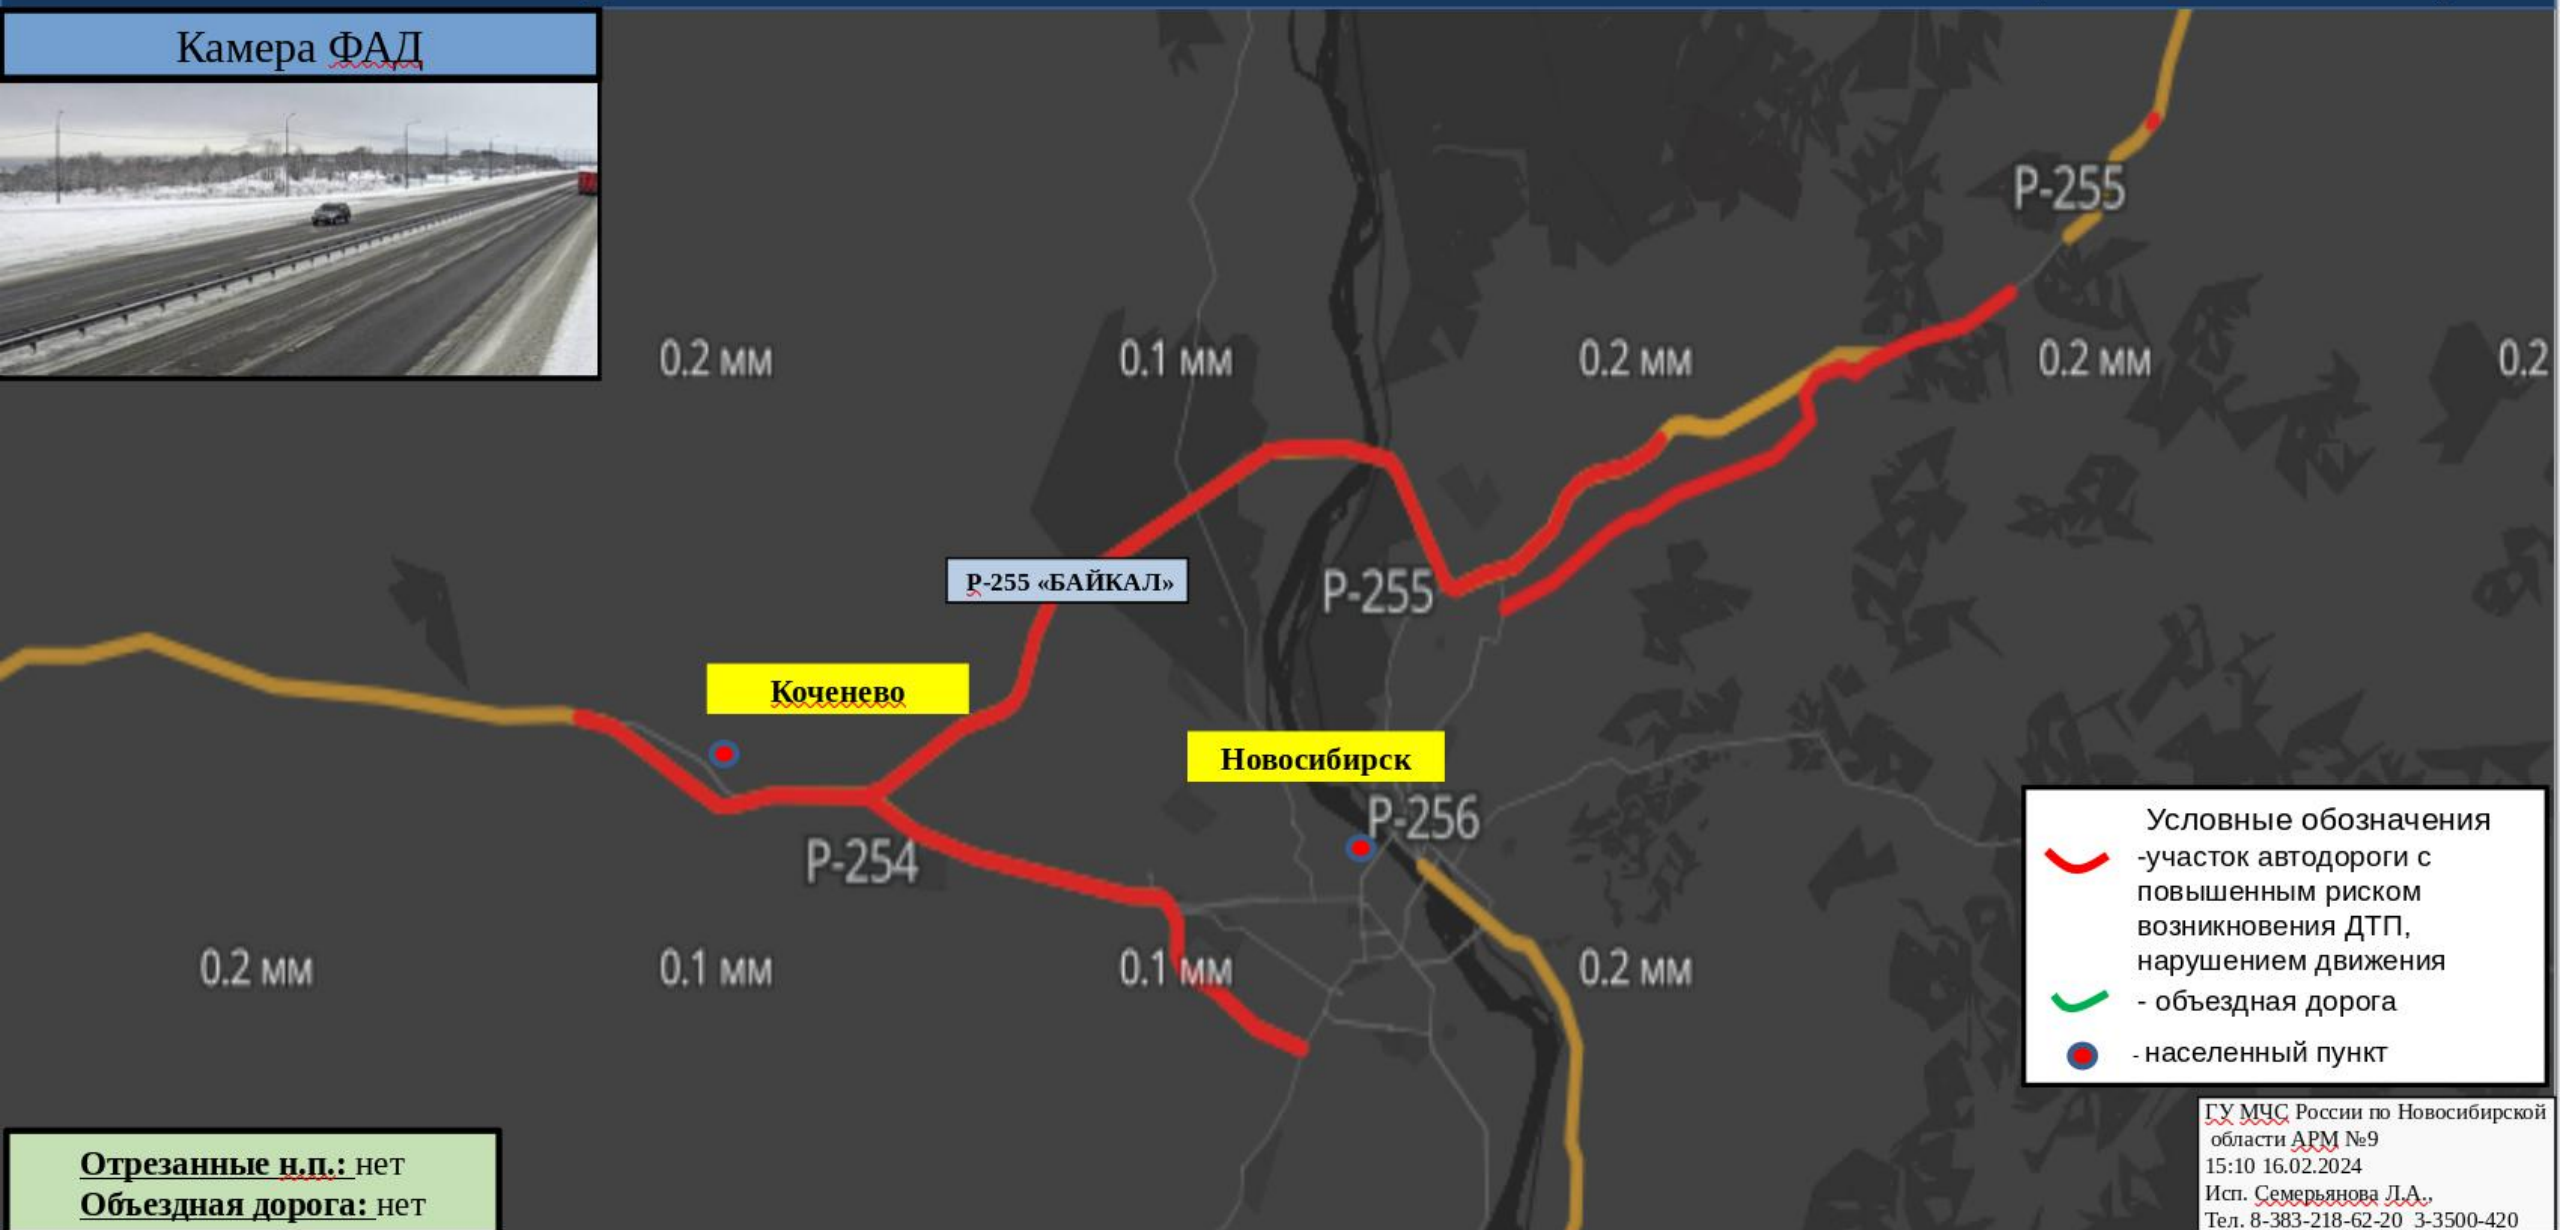 Камера ФАД
Р-255
0.2 мм
0.1 мм
0.2 мм
0.2 мм
0.2
Р-255 «БАЙКАЛ»
Р-255
Коченево
Новосибирск
Р-256
Р-254
0.2 мм
0.1 мм
0.1 мм
0.2 мм
Условные обозначения
-участок автодороги с
повышенным риском
возникновения ДТП,
нарушением движения
- объездная дорога
- населенный пункт
Отрезанные н.п.: нет
Объездная дорога: нет
ГУ МЧС России по Новосибирской
области АРМ №9
15:10 16.02.2024
Исп. Семерьянова Л.А.,
Тел. 8-383-218-62-20 3-3500-420